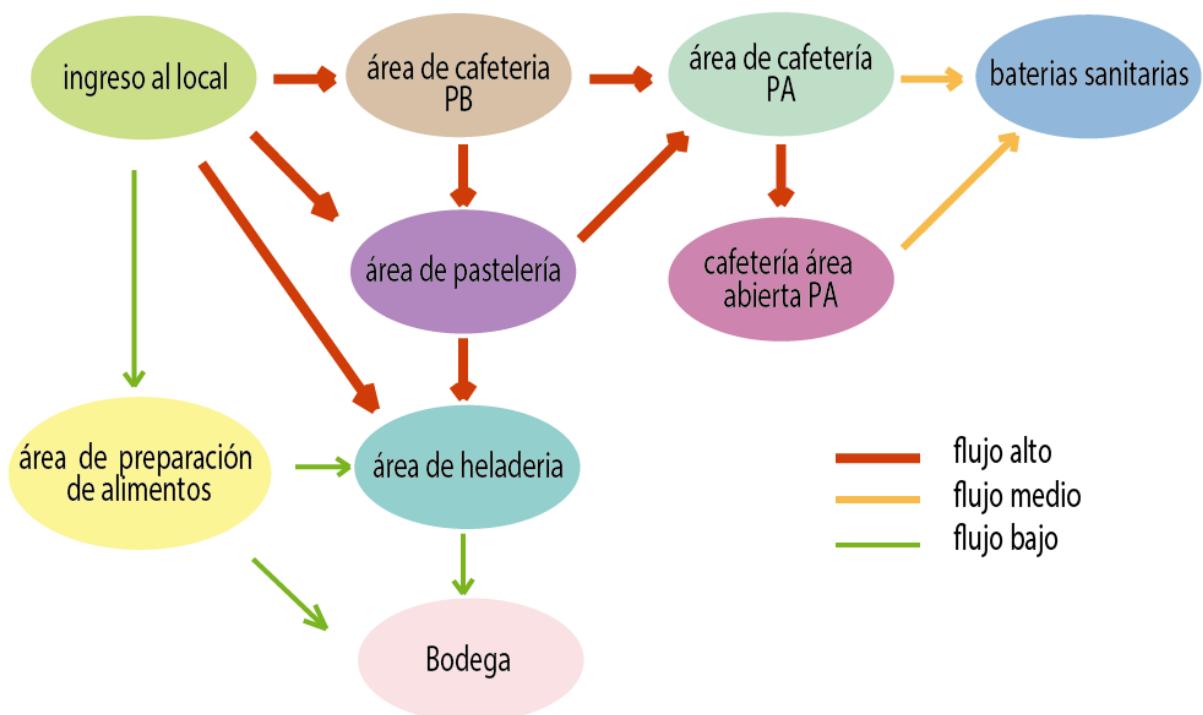 ingreso al local
área de cafeteria
PB
área de cafetería
PA
baterias sanitarias
área de pastelería
cafetería área
abierta PA
área de preparación
de alimentos
área de heladeria
Bodega
flujo alto
flujo medio
flujo bajo